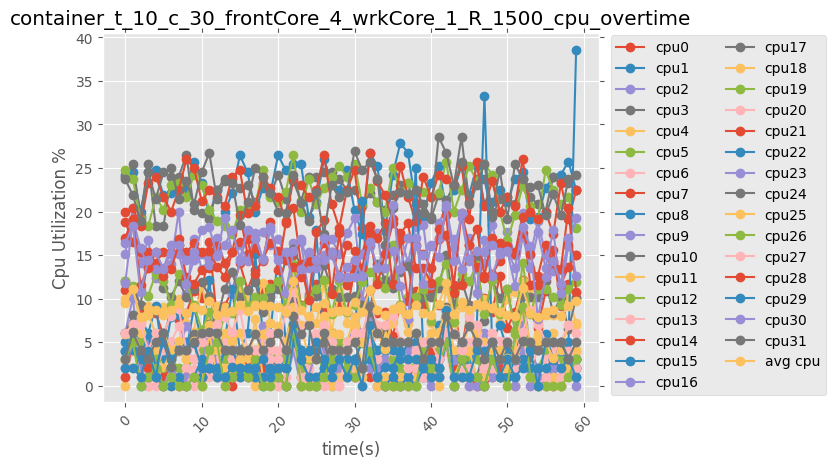 container_t_10_c_30_frontCore_4_wrkCore_1_R_1500_cpu_overtime
Cpu Utilization %
40
35
30
25
20
15
10
5
0
0
10
20
30
40
50
60
time(s)
cpu0
cpu1
cpu2
cpu3
cpu4
cpu5
cpu6
cpu7
cpu8
cpu9
cpu10
cpu11
cpu12
cpu13
cpu14
cpu15
cpu16
cpu17
cpu18
cpu19
cpu20
cpu21
cpu22
cpu23
cpu24
cpu25
cpu26
cpu27
cpu28
cpu29
cpu30
cpu31
avg cpu